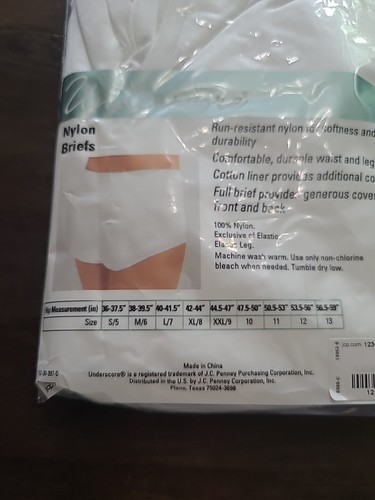 Nylon
Briefs
Run-resistant nylon for softness and
durability
Comfortable, durable waist and leg
Cotton liner provides additional co
Full brief provides generous cover
front and back
100% Nylon.
Exclusive of Elastic
Elastic Leg.
Machine wash warm. Use only non-chlorine
bleach when needed. Tumble dry low.
Hip Measurement (in) 36-37.5" 38-39.5" 40-41.5" 42-44" 44.5-47" 47.5-50" 50.5-53" 53.5-56" 56.5-59"
Size S/5 M/6 L/7 XL/8 XXL/9 10 11 12 13
Made in China
Underscore® is a registered trademark of J.C. Penney Purchasing Corporation, Inc.
Distributed in the U.S. by J.C. Penney Corporation, Inc.
Plano, Texas 75024-3698
jcp.com
12